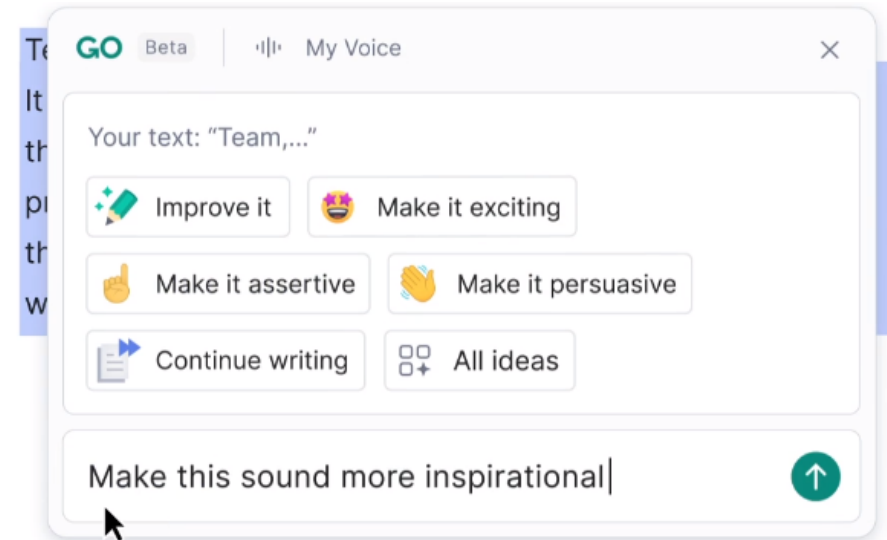 GO Beta My Voice
It
Your text: “Team,...”
Improve it Make it exciting
Make it assertive Make it persuasive
Continue writing All ideas
Make this sound more inspirational